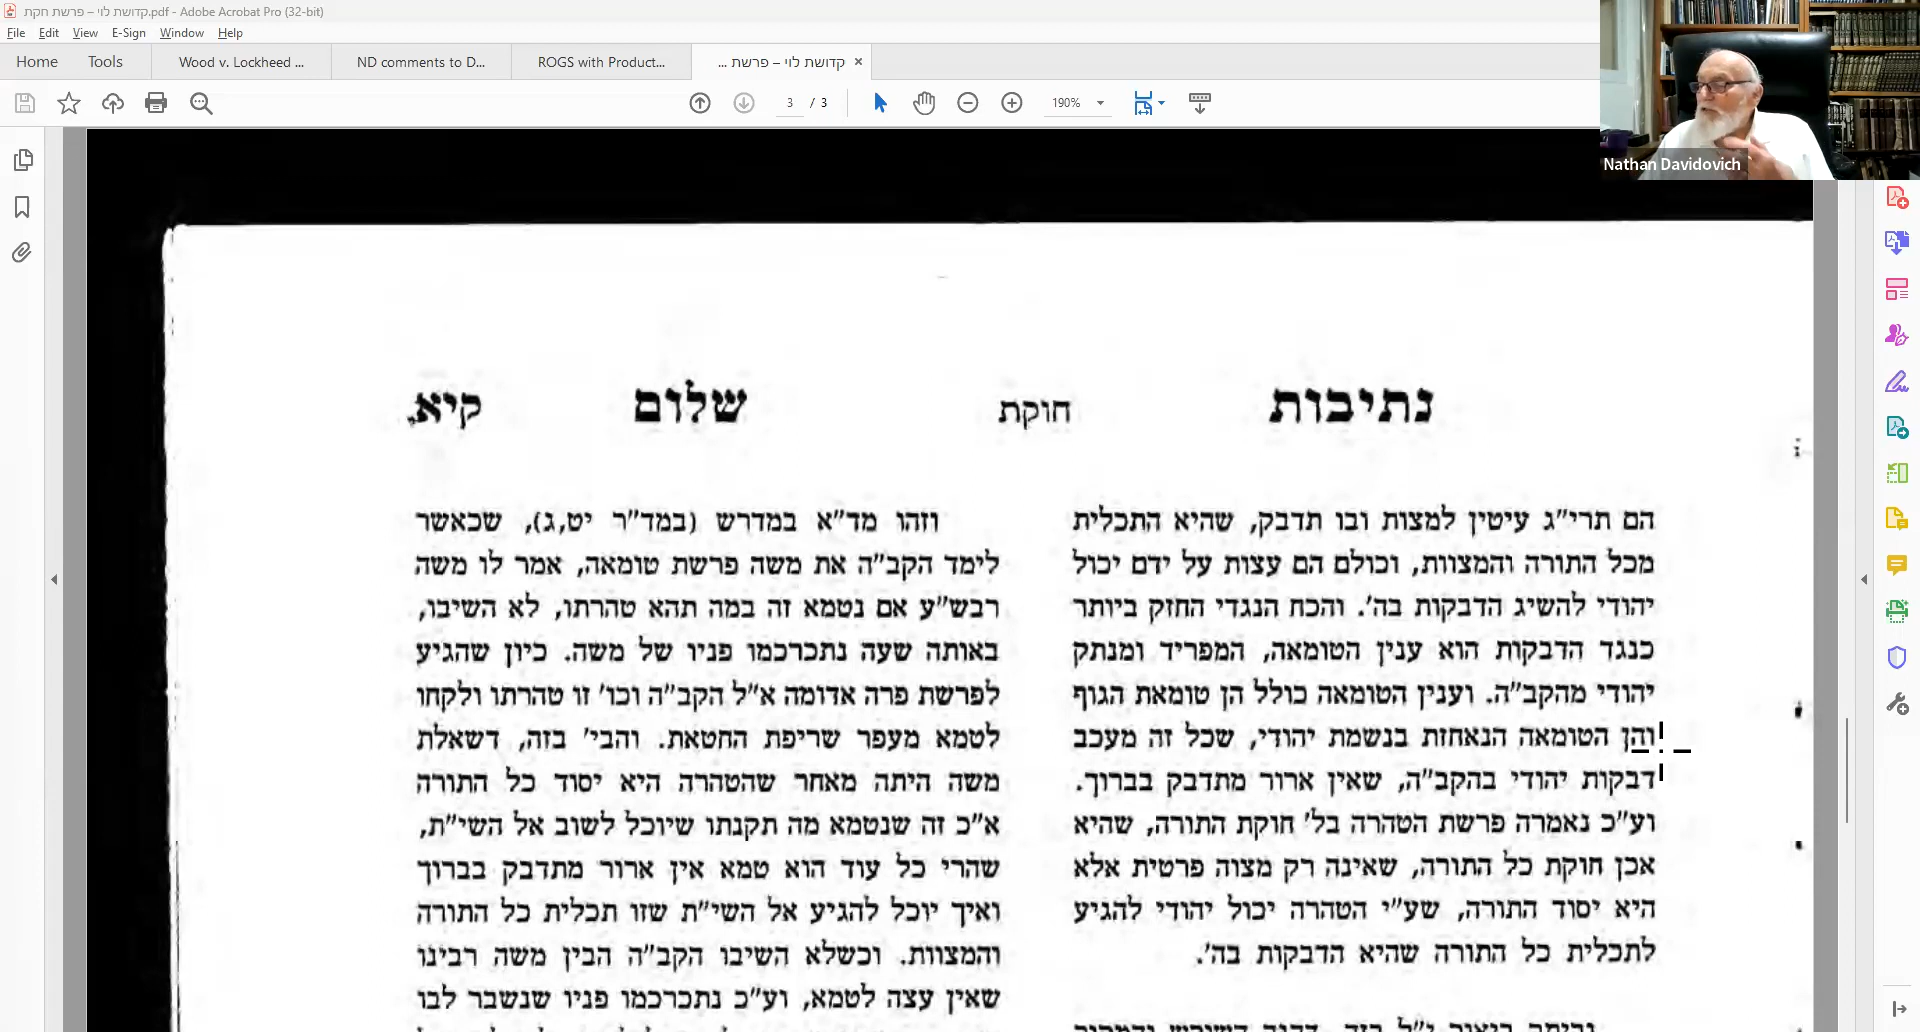 קדושת לוי – פרשת חקת.pdf - Adobe Acrobat Pro (32-bit)
File Edit View E-Sign Window Help
Home Tools Wood v. Lockheed ... ND comments to D... ROGS with Product... קדושת לוי – פרשת ...
3 / 3 190%
Nathan Davidovich
נתיבות חוקת שלום קיא
הם תרי"ג עיטין למצות ובו תדבק, שהיא התכלית
מכל התורה והמצוות, וכולם הם עצות על ידם יכול
יהודי להשיג הדבקות בה'. והכח הנגדי החזק ביותר
כנגד הדבקות הוא ענין הטומאה, המפריד ומנתק
יהודי מהקב"ה. וענין הטומאה כולל הן טומאת הגוף
והן הטומאה הנאחזת בנשמת יהודי, שכל זה מעכב
דבקות יהודי בהקב"ה, שאין ארור מתדבק בברוך.
וע"כ נאמרה פרשת הטהרה בל' חוקת התורה, שהיא
אכן חוקת כל התורה, שאינה רק מצוה פרטית אלא
היא יסוד התורה, שע"י הטהרה יכול יהודי להגיע
לתכלית כל התורה שהיא הדבקות בה'.
וזהו מד"א במדרש (במד"ר יט,ג), שכאשר
לימד הקב"ה את משה פרשת טומאה, אמר לו משה
רבש"ע אם נטמא זה במה תהא טהרתו, לא השיבו,
באותה שעה נתכרכמו פניו של משה. כיון שהגיע
לפרשת פרה אדומה א"ל הקב"ה וכו' זו טהרתו ולקחו
לטמא מעפר שריפת החטאת. והבי' בזה, דשאלת
משה היתה מאחר שהטהרה היא יסוד כל התורה
א"כ זה שנטמא מה תקנתו שיוכל לשוב אל השי"ת,
שהרי כל עוד הוא טמא אין ארור מתדבק בברוך
ואיך יוכל להגיע אל השי"ת שזו תכלית כל התורה
והמצוות. וכשלא השיבו הקב"ה הבין משה רבינו
שאין עצה לטמא, וע"כ נתכרכמו פניו שנשבר לבו